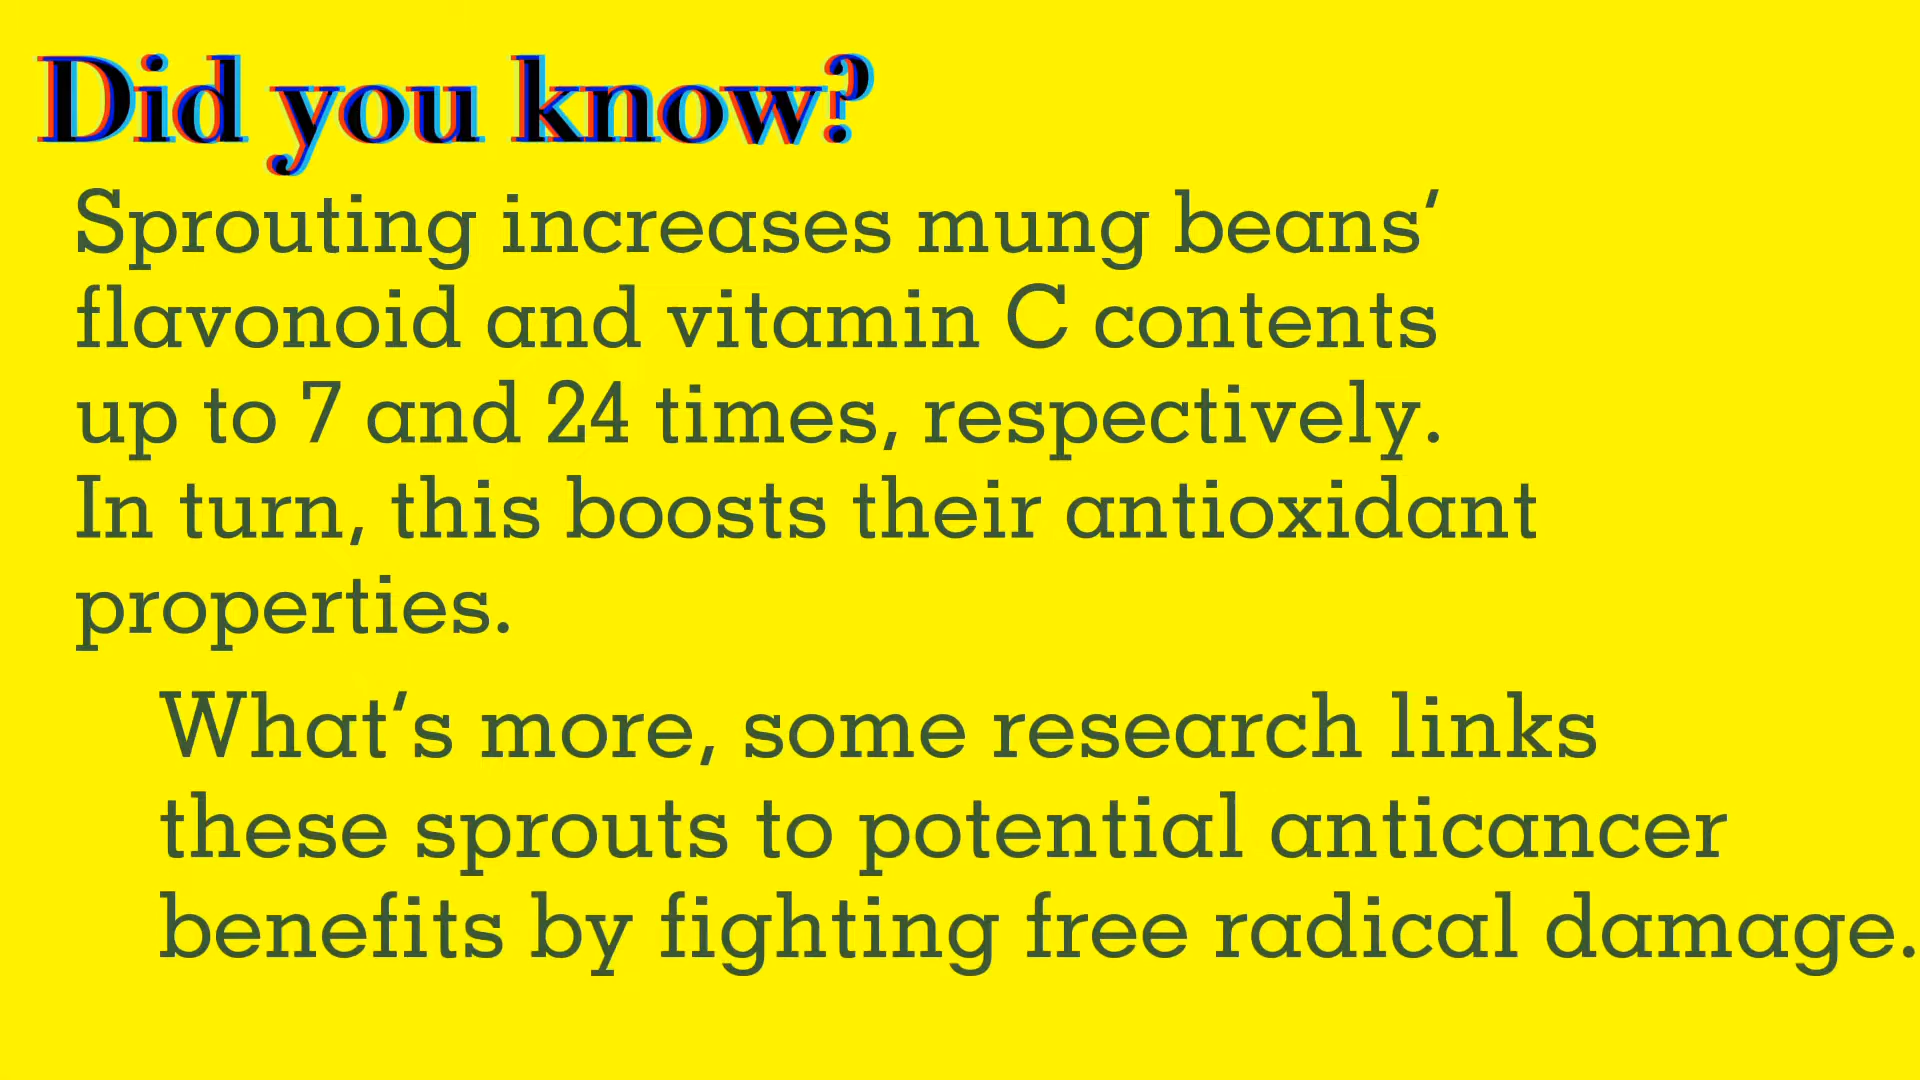 Did you know?
Sprouting increases mung beans’
flavonoid and vitamin C contents
up to 7 and 24 times, respectively.
In turn, this boosts their antioxidant
properties.
What’s more, some research links
these sprouts to potential anticancer
benefits by fighting free radical damage.